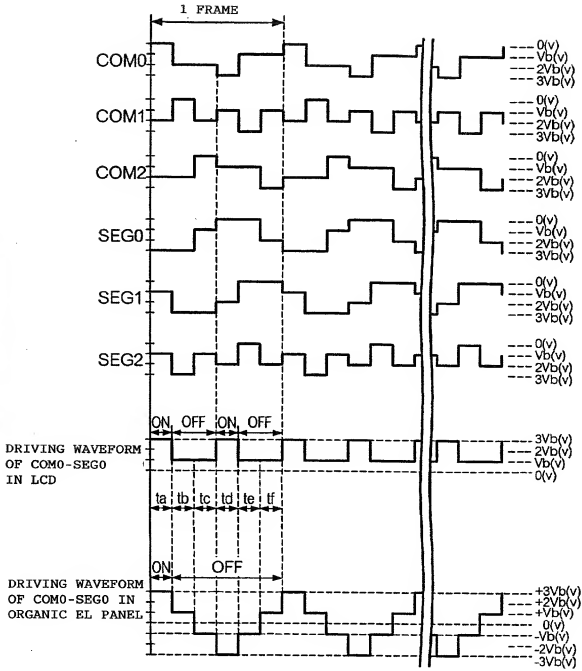 1 FRAME
COM0
0(v)
Vb(v)
2Vb(v)
3Vb(v)
COM1
0(v)
Vb(v)
2Vb(v)
3Vb(v)
COM2
0(v)
Vb(v)
2Vb(v)
3Vb(v)
SEG0
0(v)
Vb(v)
2Vb(v)
3Vb(v)
SEG1
0(v)
Vb(v)
2Vb(v)
3Vb(v)
SEG2
0(v)
Vb(v)
2Vb(v)
3Vb(v)
ON OFF ON OFF
DRIVING WAVEFORM
OF COM0-SEG0
IN LCD
3Vb(v)
2Vb(v)
Vb(v)
0(v)
ta tb tc td te tf
ON OFF
DRIVING WAVEFORM
OF COM0-SEG0 IN
ORGANIC EL PANEL
+3Vb(v)
+2Vb(v)
+Vb(v)
0(v)
-Vb(v)
-2Vb(v)
-3Vb(v)